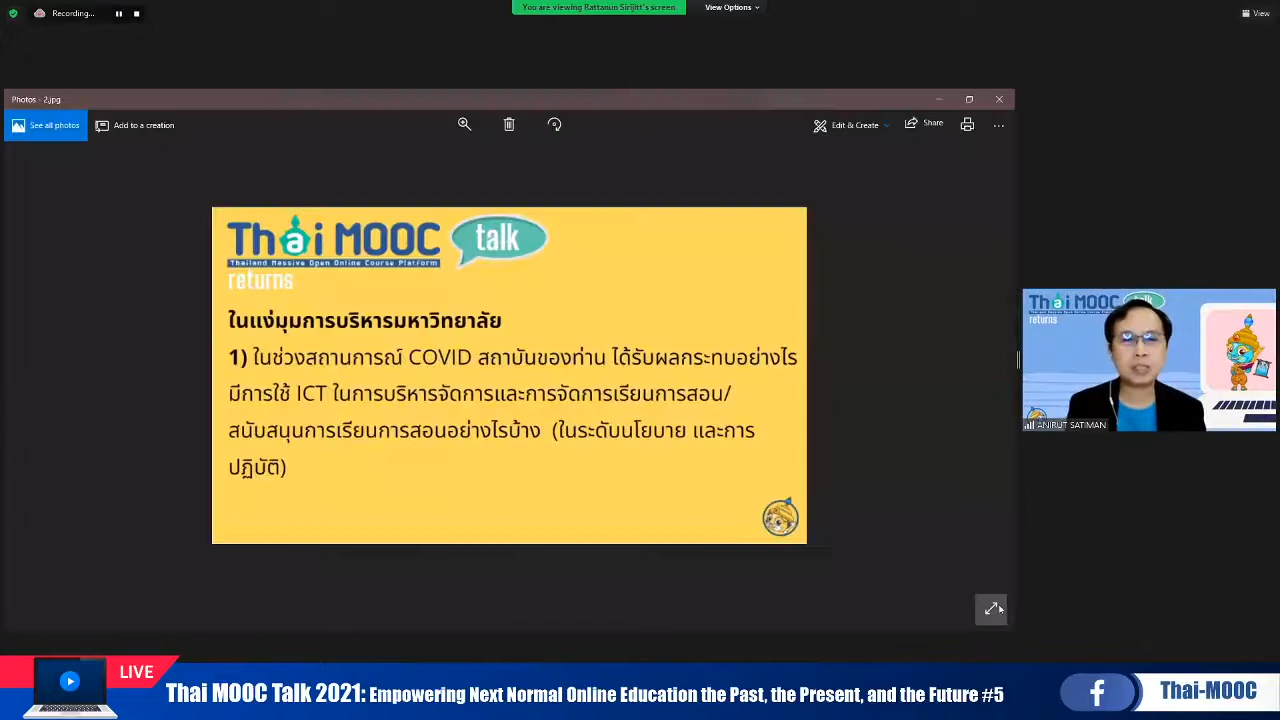 Recording...
You are viewing Rattanun Sirijitt's screen.
View Options
View
Photos - 2.jpg
See all photos
Add to a creation
Edit & Create
Share
Thai MOOC talk
Thailand Massive Open Online Course Platform
returns
ในแง่มุมการบริหารมหาวิทยาลัย
1) ในช่วงสถานการณ์ COVID สถาบันของท่าน ได้รับผลกระทบอย่างไร
มีการใช้ ICT ในการบริหารจัดการและการจัดการเรียนการสอน/
สนับสนุนการเรียนการสอนอย่างไรบ้าง (ในระดับนโยบาย และการ
ปฏิบัติ)
Thai MOOC talk
returns
ANIRUT SATIMAN
LIVE
Thai MOOC Talk 2021: Empowering Next Normal Online Education the Past, the Present, and the Future #5
f
Thai-MOOC